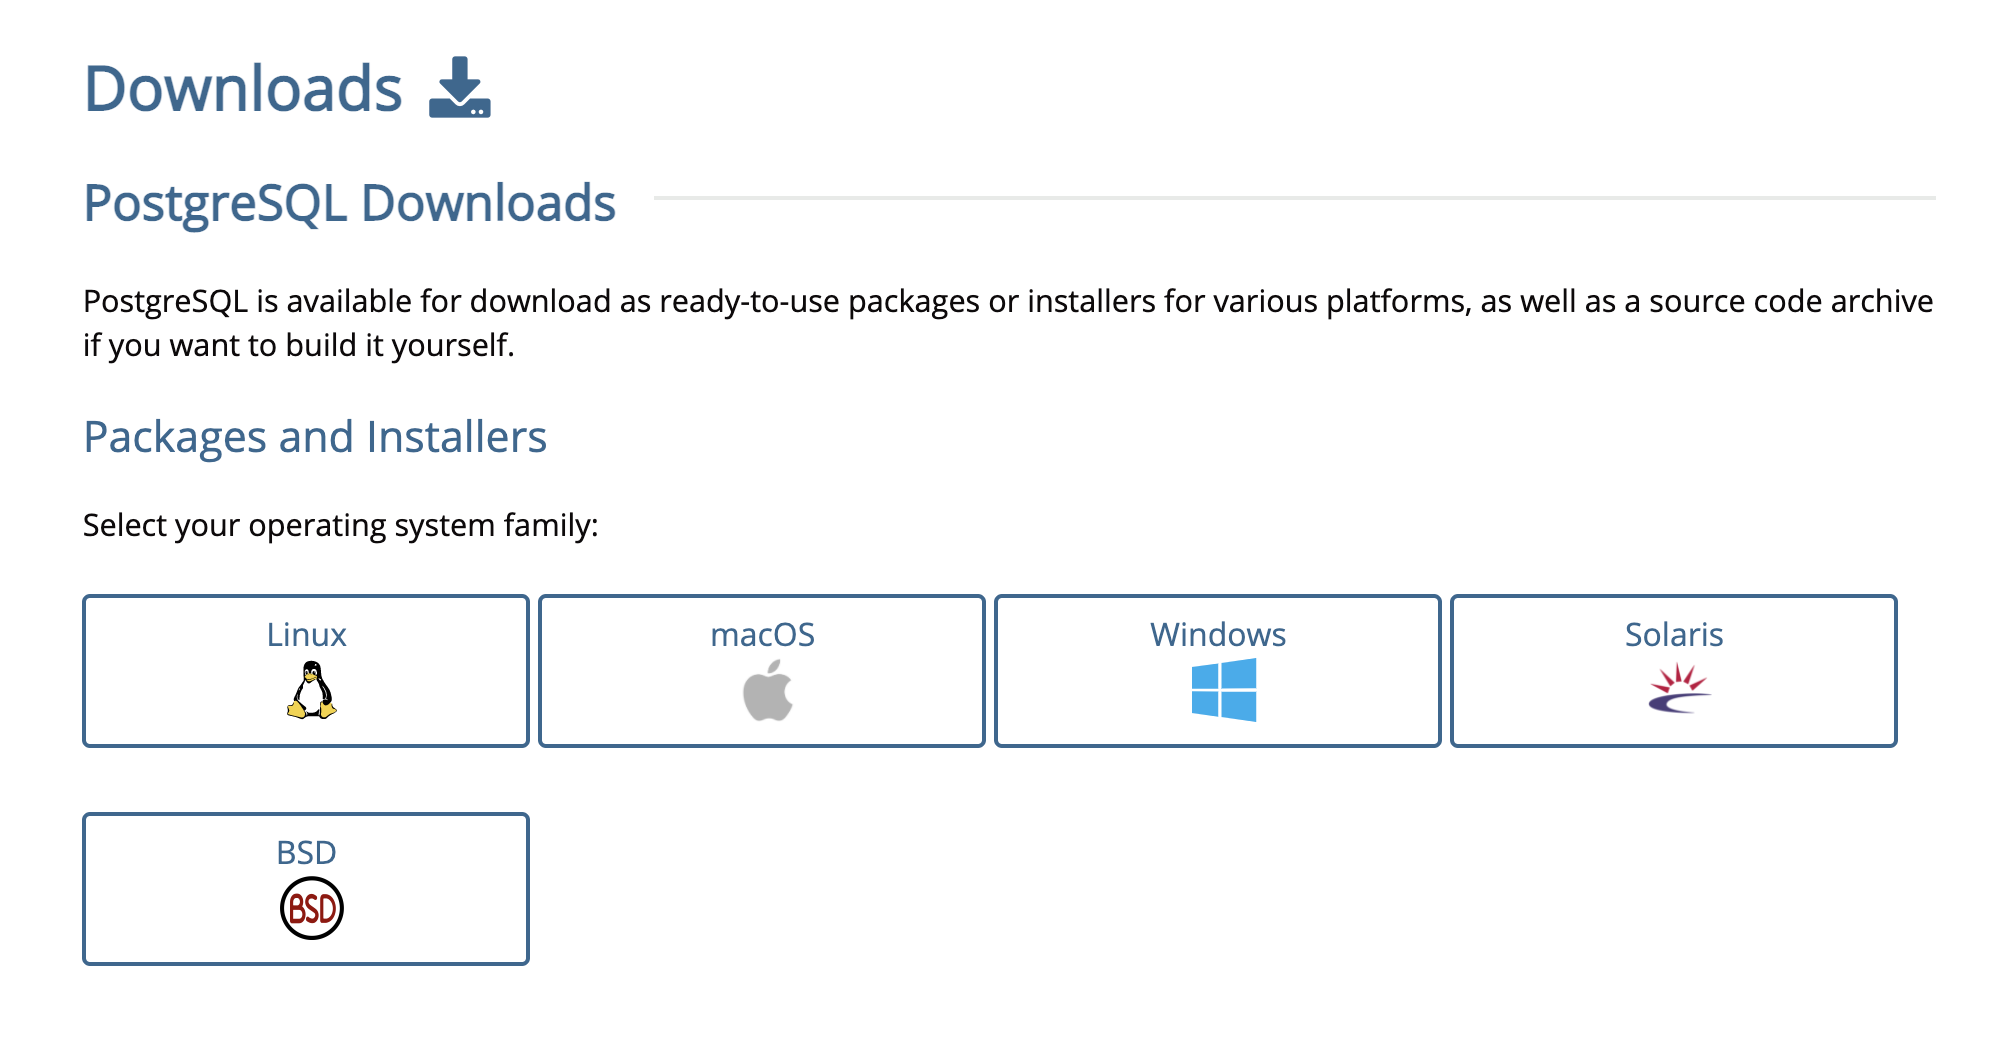 Downloads
PostgreSQL Downloads
PostgreSQL is available for download as ready-to-use packages or installers for various platforms, as well as a source code archive
if you want to build it yourself.
Packages and Installers
Select your operating system family:
Linux
macOS
Windows
Solaris
BSD
BSD